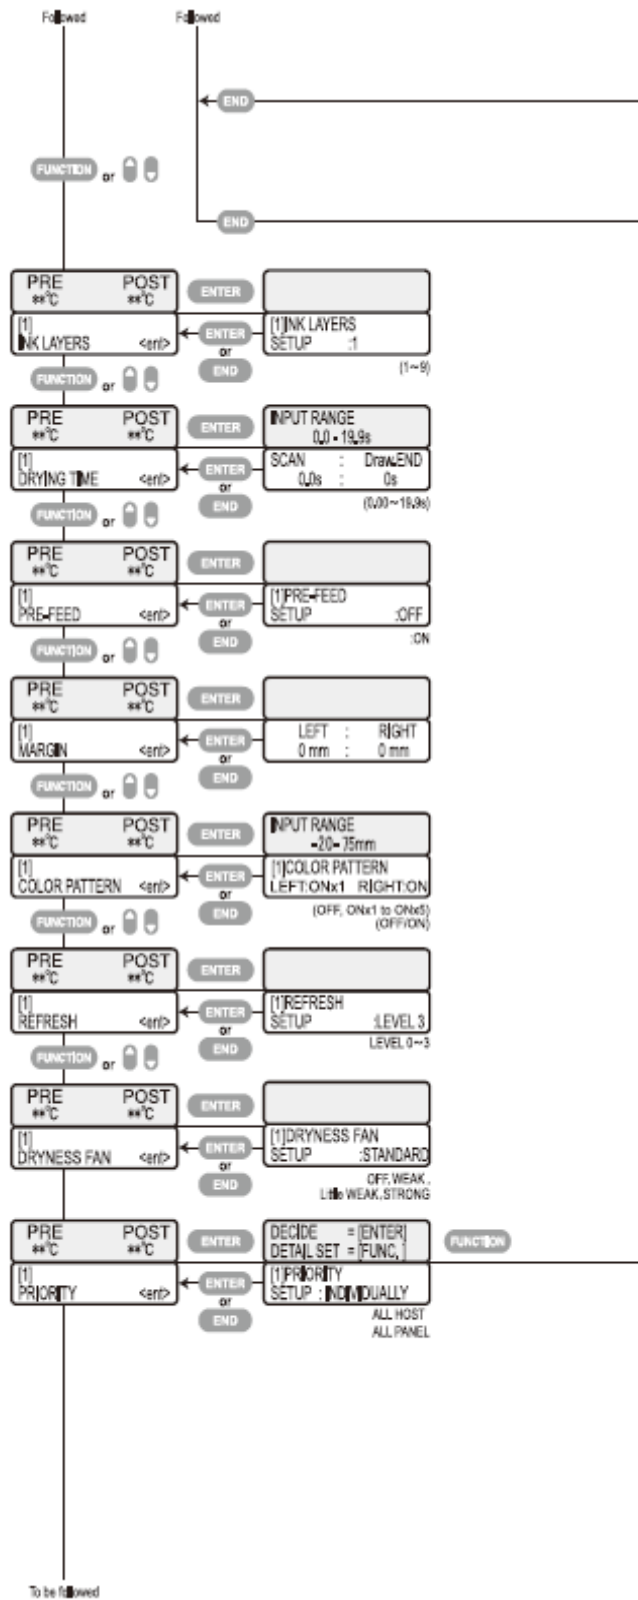 Followed Followed
END
FUNCTION or
END
PRE POST
**°C **°C
ENTER
[1]
INK LAYERS <ent>
ENTER
or
END
[1]INK LAYERS
SETUP :1
(1~9)
FUNCTION or
PRE POST
**°C **°C
ENTER
INPUT RANGE
0.0 - 19.9s
[1]
DRYING TIME <ent>
ENTER
or
END
SCAN : Draw.END
0.0s : 0s
(0.00~19.9s)
FUNCTION or
PRE POST
**°C **°C
ENTER
[1]
PRE-FEED <ent>
ENTER
or
END
[1]PRE-FEED
SETUP :OFF
:ON
FUNCTION or
PRE POST
**°C **°C
ENTER
[1]
MARGIN <ent>
ENTER
or
END
LEFT : RIGHT
0 mm : 0 mm
FUNCTION or
PRE POST
**°C **°C
ENTER
INPUT RANGE
-20- 75mm
[1]
COLOR PATTERN <ent>
ENTER
or
END
[1]COLOR PATTERN
LEFT:ONx1 RIGHT:ON
(OFF, ONx1 to ONx5)
(OFF/ON)
FUNCTION or
PRE POST
**°C **°C
ENTER
[1]
REFRESH <ent>
ENTER
or
END
[1]REFRESH
SETUP :LEVEL 3
LEVEL 0~3
FUNCTION or
PRE POST
**°C **°C
ENTER
[1]
DRYNESS FAN <ent>
ENTER
or
END
[1]DRYNESS FAN
SETUP :STANDARD
OFF, WEAK,
Little WEAK, STRONG
PRE POST
**°C **°C
ENTER
DECIDE = [ENTER]
DETAIL SET = [FUNC, ]
FUNCTION
[1]
PRIORITY <ent>
ENTER
or
END
[1]PRIORITY
SETUP : INDIVIDUALLY
ALL HOST
ALL PANEL
To be followed